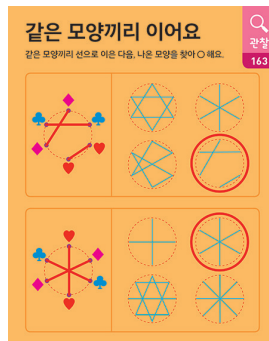 같은 모양끼리 이어요
같은 모양끼리 선으로 이은 다음, 나온 모양을 찾아 ○ 해요.
관찰
163